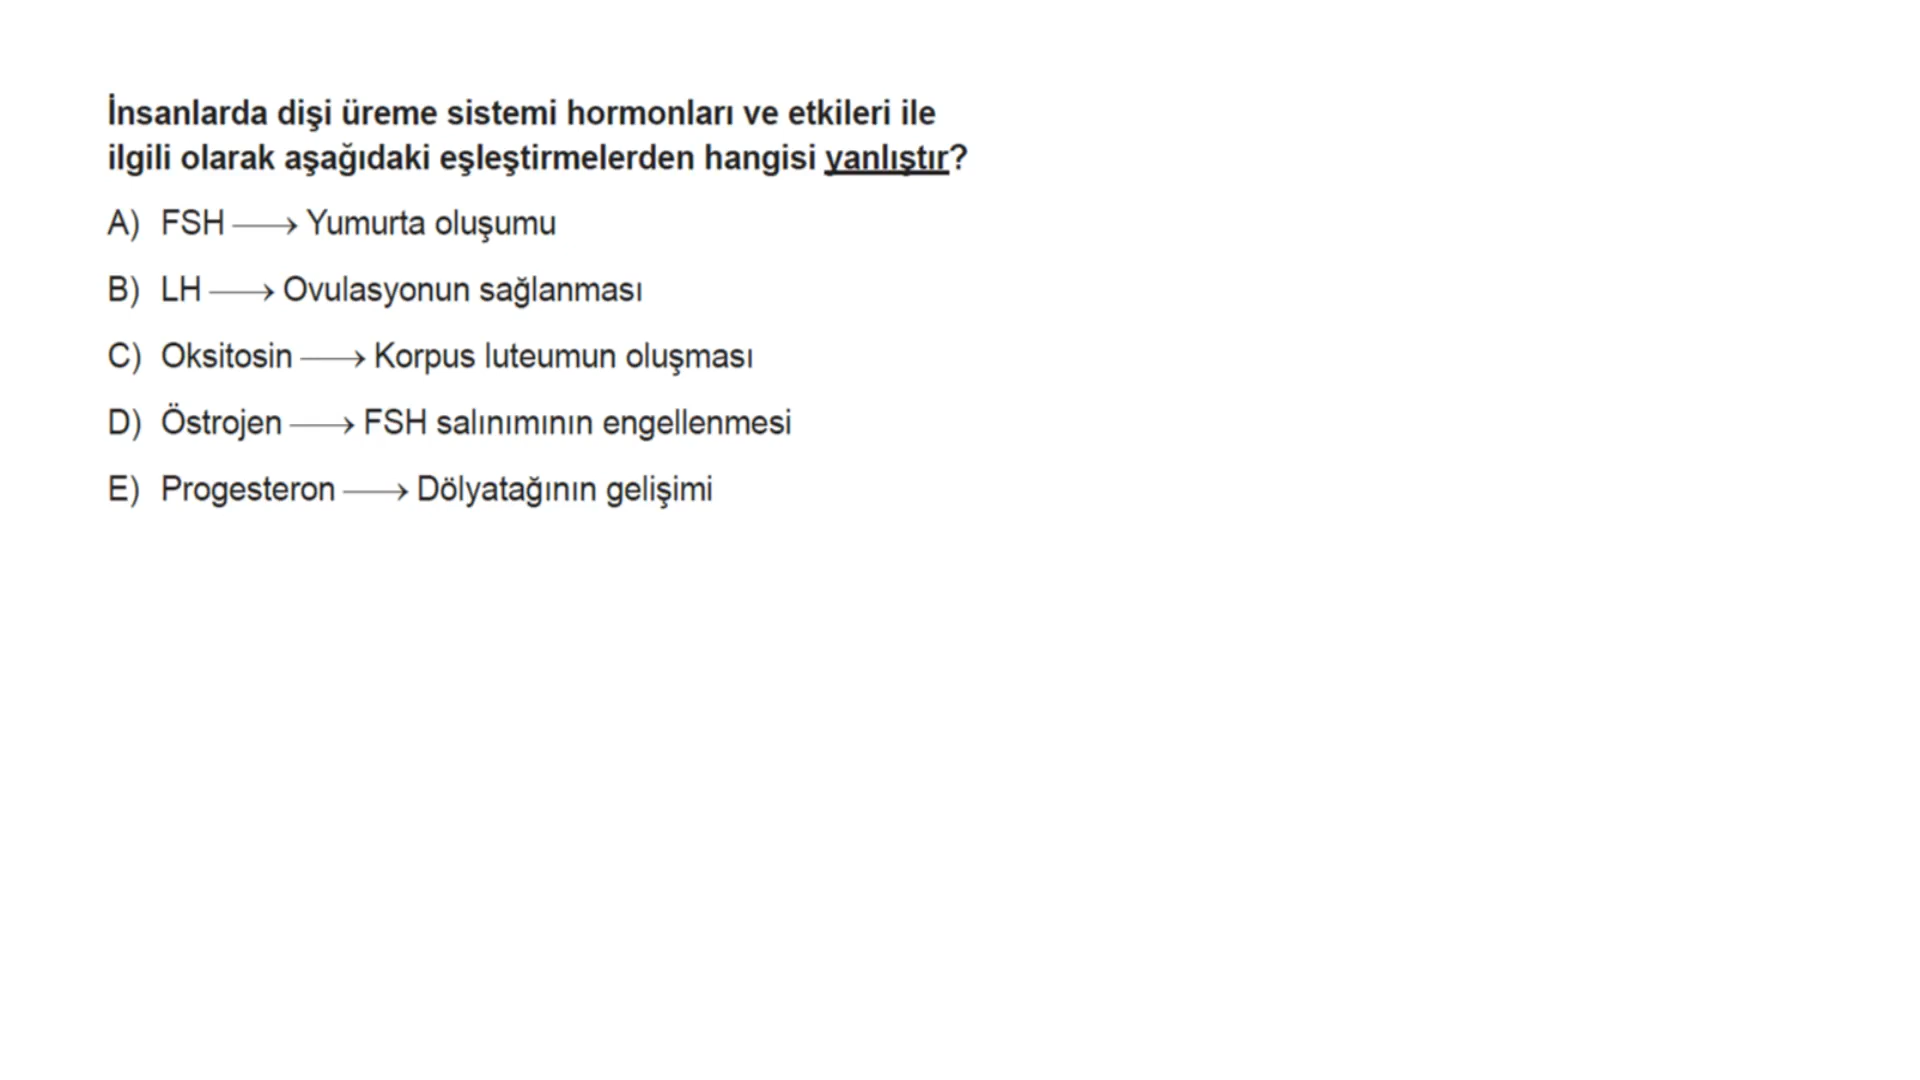 İnsanlarda dişi üreme sistemi hormonları ve etkileri ile
ilgili olarak aşağıdaki eşleştirmelerden hangisi yanlıştır?
A) FSH ⟶ Yumurta oluşumu
B) LH ⟶ Ovulasyonun sağlanması
C) Oksitosin ⟶ Korpus luteumun oluşması
D) Östrojen ⟶ FSH salınımının engellenmesi
E) Progesteron ⟶ Dölyatağının gelişimi